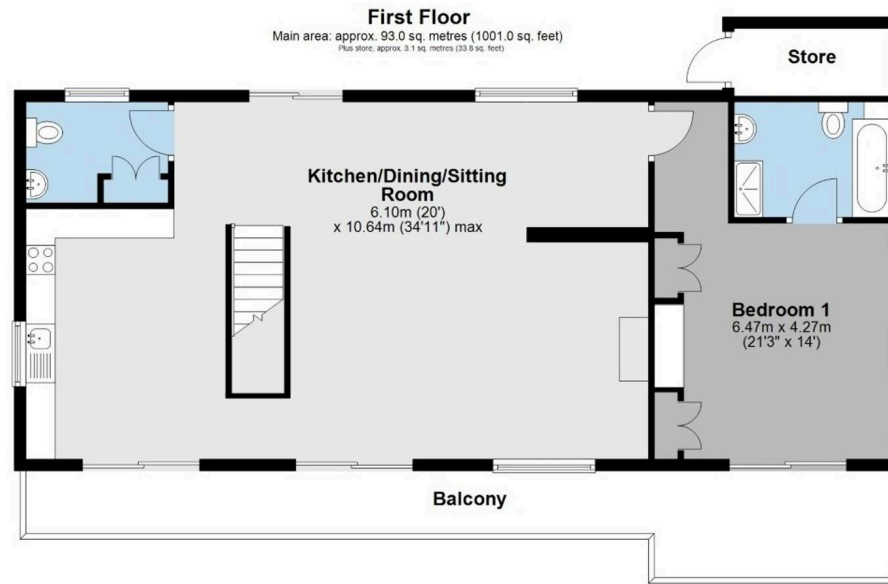 First Floor
Main area: approx. 93.0 sq. metres (1001.0 sq. feet)
Plus store, approx. 3.1 sq. metres (33.8 sq. feet)
Store
Kitchen/Dining/Sitting
Room
6.10m (20')
x 10.64m (34'11") max
Bedroom 1
6.47m x 4.27m
(21'3" x 14')
Balcony